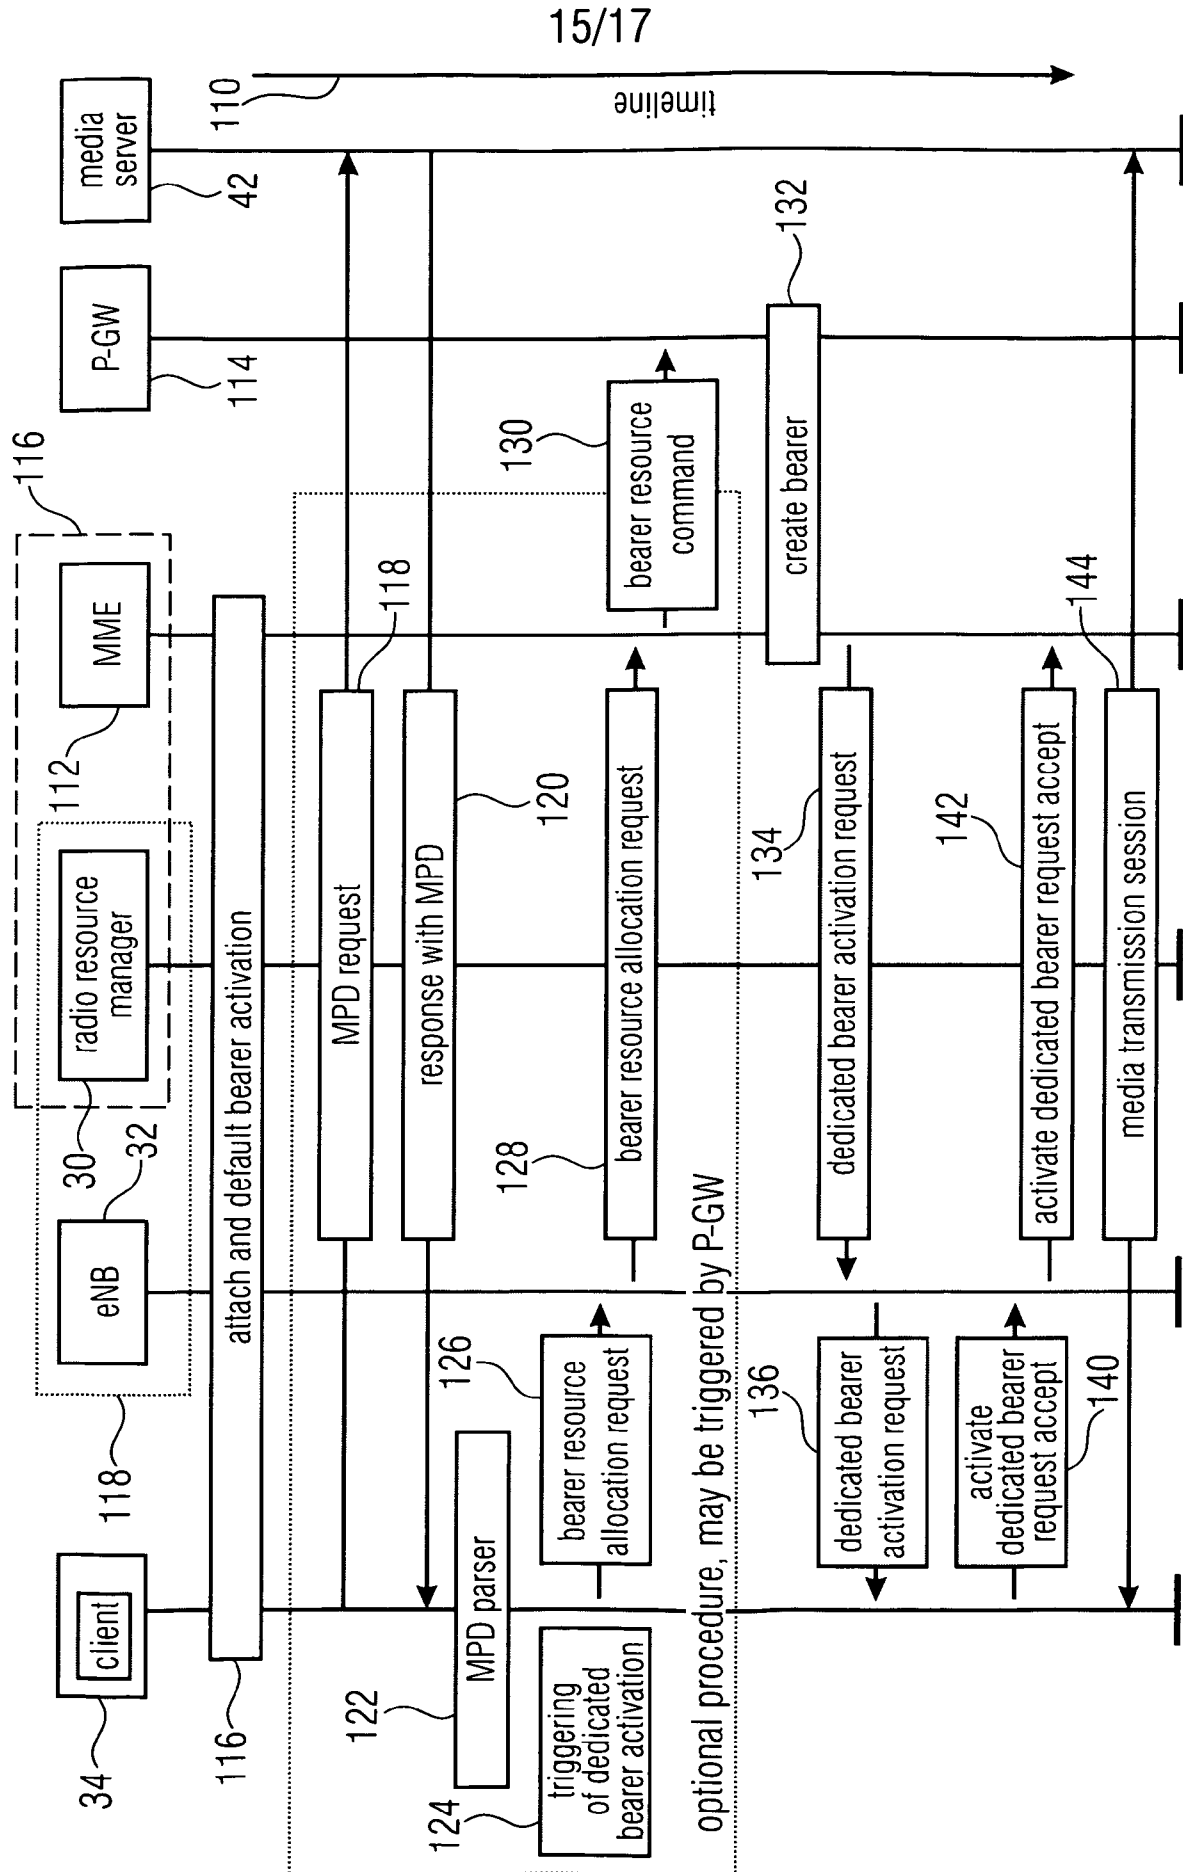 15/17
34
client
118
eNB
32
30
radio resource
manager
112
MME
116
114
P-GW
42
media
server
110
timeline
116
attach and default bearer activation
MPD request
118
response with MPD
120
122
MPD parser
124
triggering
of dedicated
bearer activation
126
bearer resource
allocation request
128
bearer resource allocation request
130
bearer resource
command
optional procedure, may be triggered by P-GW
132
create bearer
134
dedicated bearer activation request
136
dedicated bearer
activation request
activate
dedicated bearer
request accept
140
142
activate dedicated bearer request accept
144
media transmission session